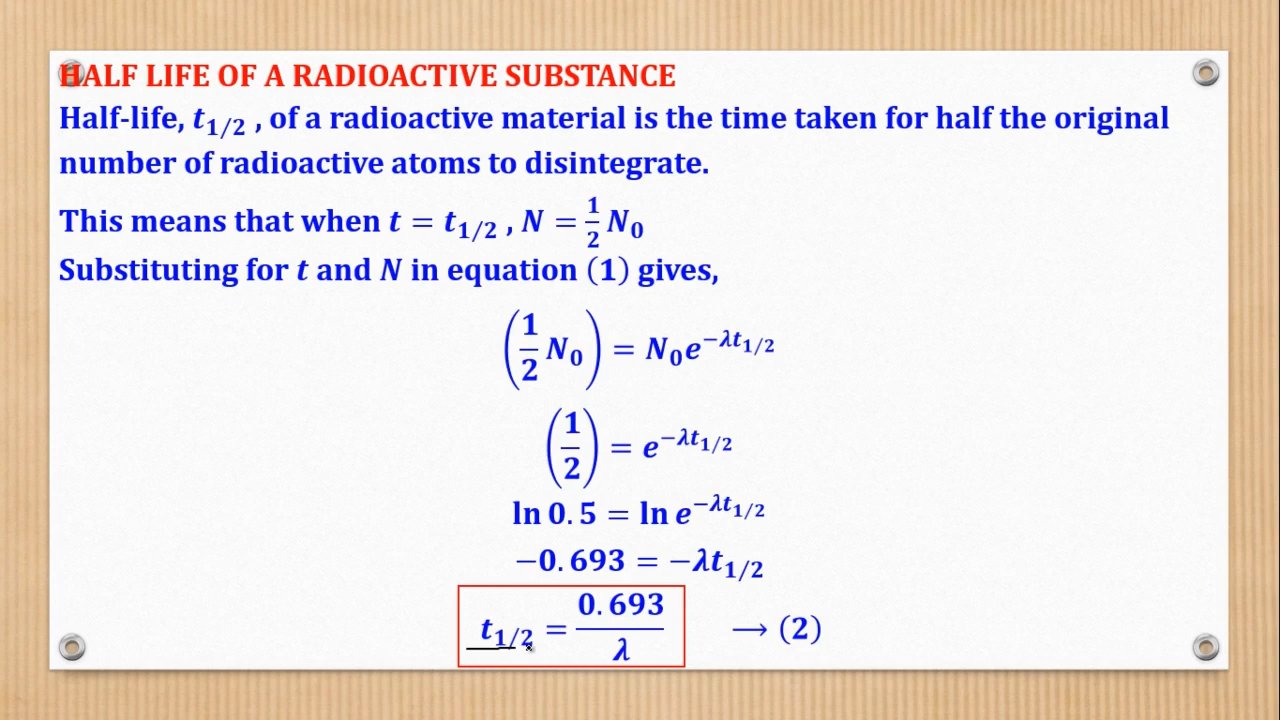 HALF LIFE OF A RADIOACTIVE SUBSTANCE
Half-life, t₁/₂ , of a radioactive material is the time taken for half the original
number of radioactive atoms to disintegrate.
This means that when t = t₁/₂ , N = ½ N₀
Substituting for t and N in equation (1) gives,
(½ N₀) = N₀e^(−λt₁/₂)
(½) = e^(−λt₁/₂)
ln 0.5 = ln e^(−λt₁/₂)
−0.693 = −λt₁/₂
t₁/₂ = 0.693/λ → (2)